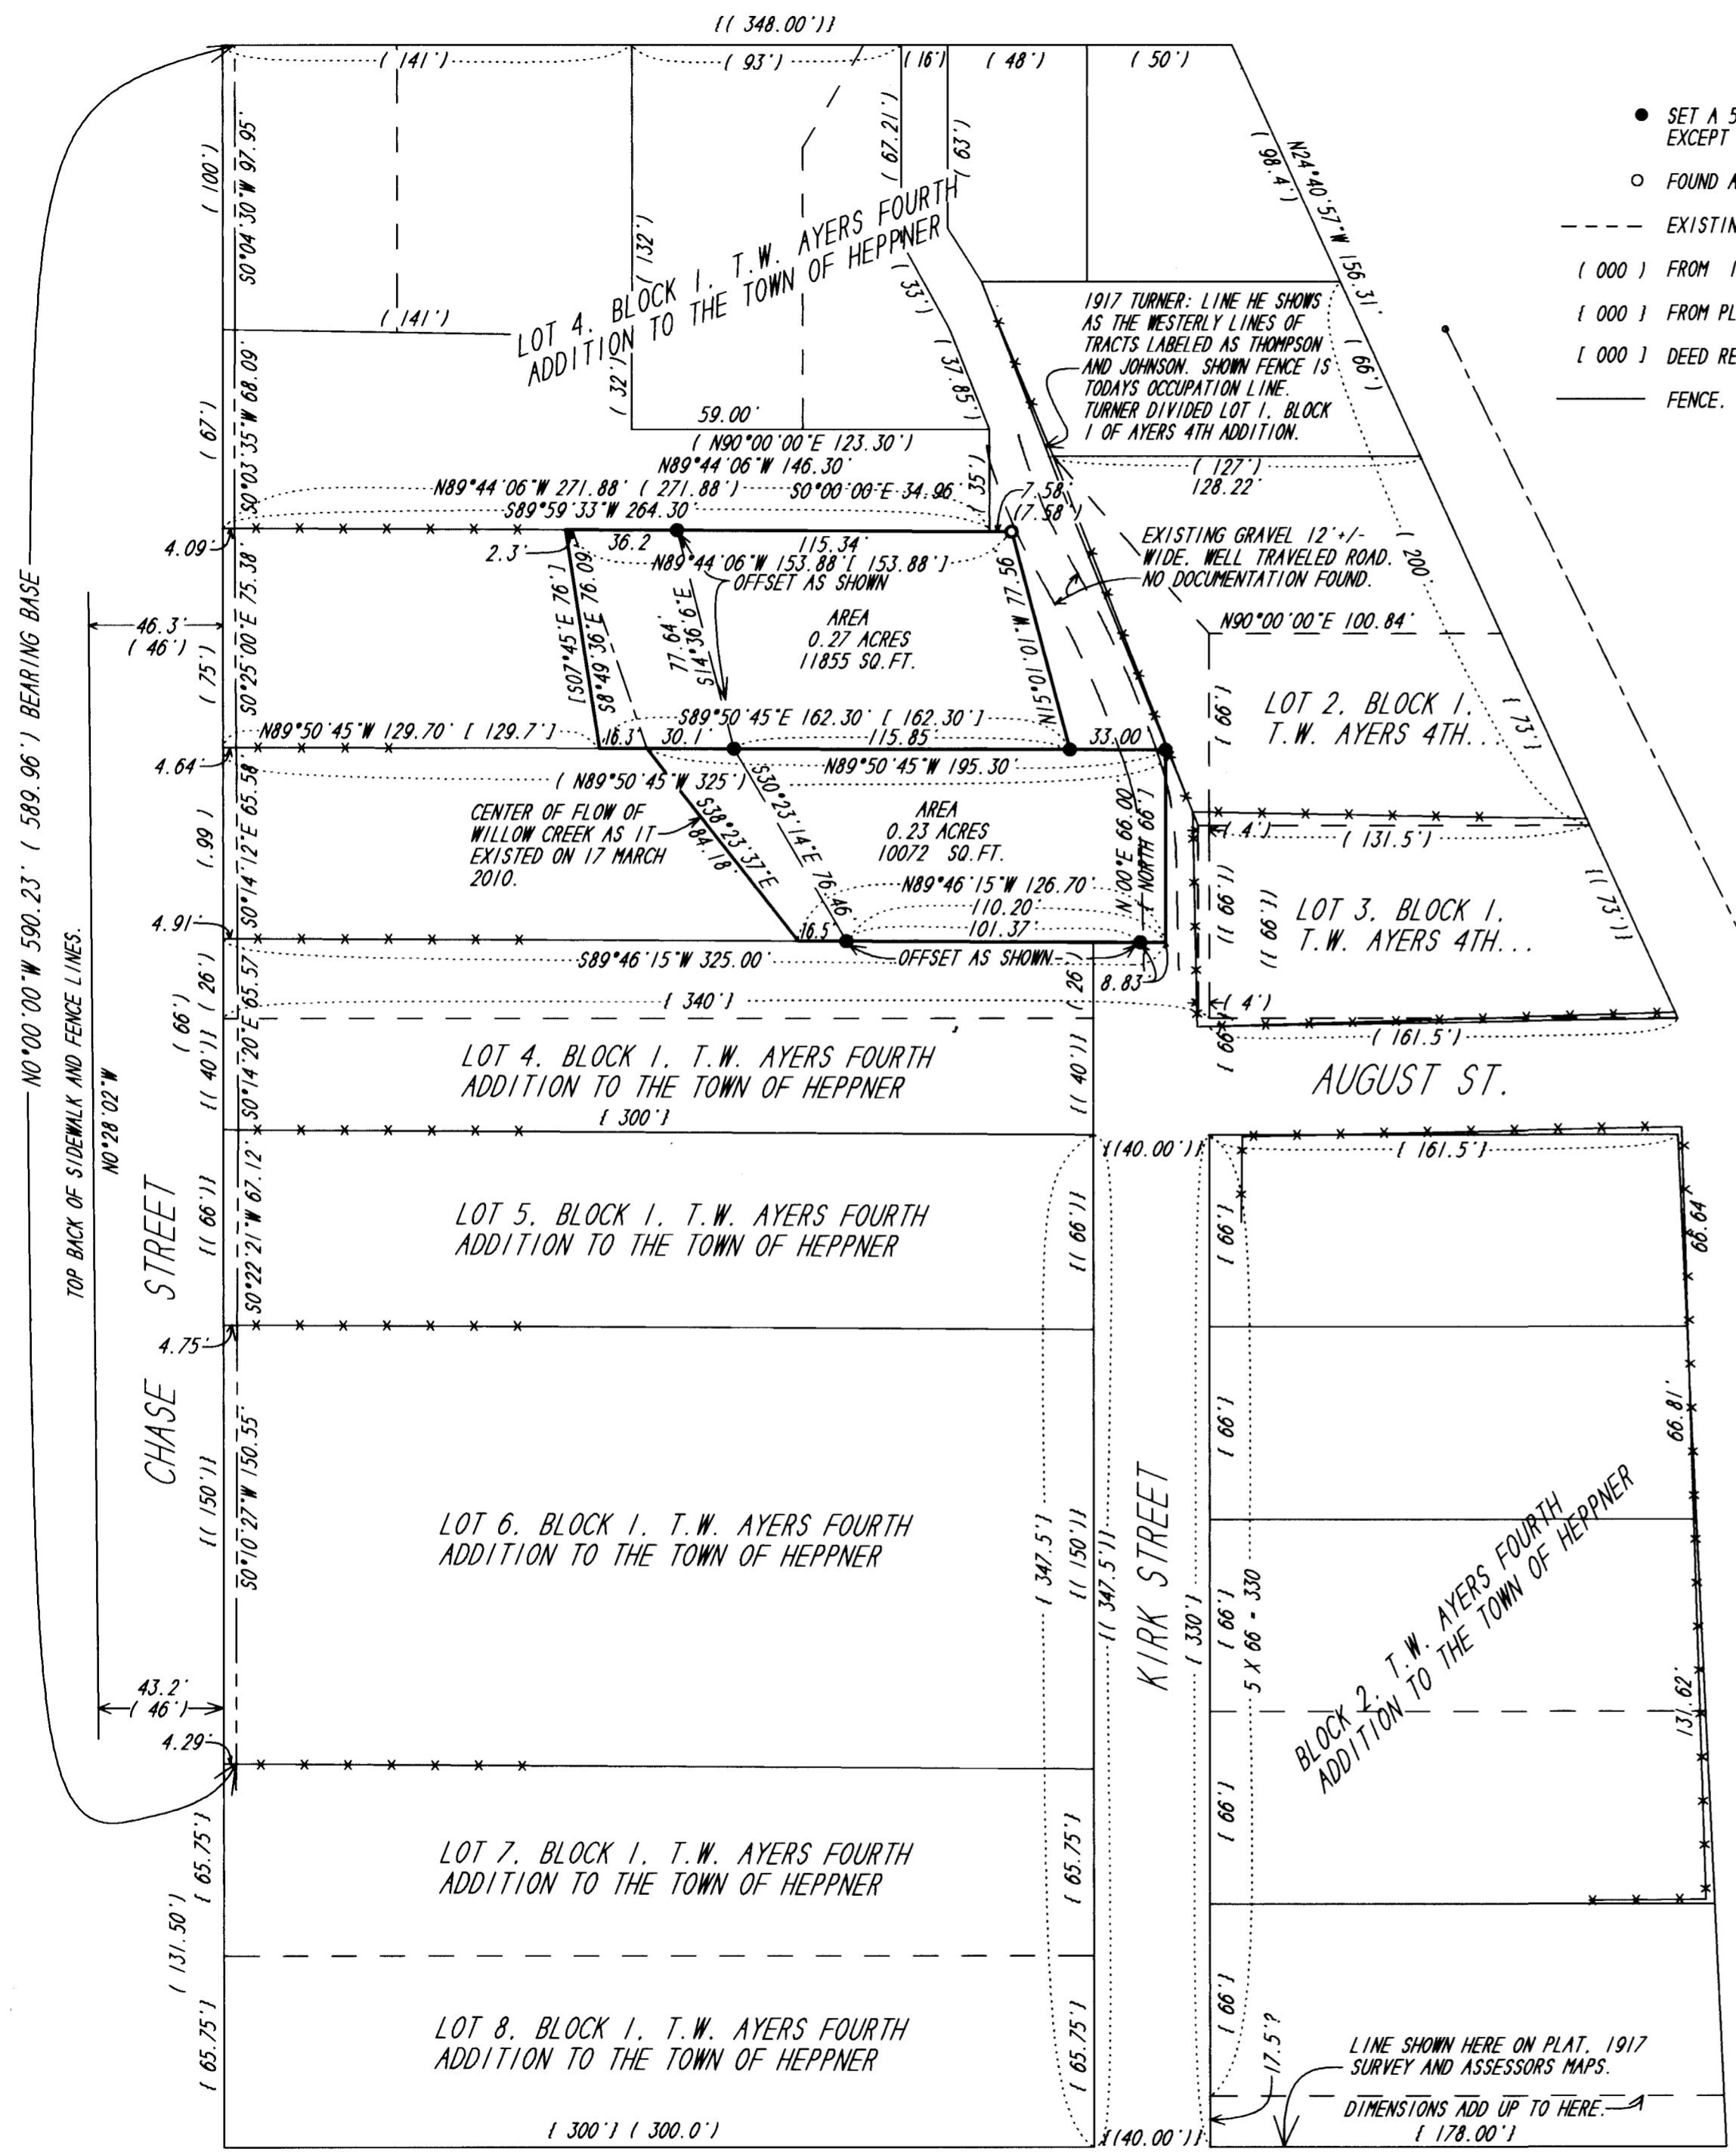 {( 348.00')}
( 141')
( 93')
(16')
( 48')
( 50')
● SET A 5
EXCEPT
○ FOUND A
- - - - EXISTIN
( 000 ) FROM 1
{ 000 } FROM PL
[ 000 ] DEED RE
FENCE.
( 100')
S0°04'30"W 97.95'
( 67.21')
( 63')
( 98.4')
N24°40'57"W 156.31'
( 132')
LOT 4, BLOCK 1, T.W. AYERS FOURTH
ADDITION TO THE TOWN OF HEPPNER
( 33')
( 141')
( 32')
( 37.85')
( 66')
1917 TURNER: LINE HE SHOWS
AS THE WESTERLY LINES OF
TRACTS LABELED AS THOMPSON
AND JOHNSON. SHOWN FENCE IS
TODAYS OCCUPATION LINE.
TURNER DIVIDED LOT 1, BLOCK
1 OF AYERS 4TH ADDITION.
( 67')
S0°03'35"W 68.09'
59.00'
( N90°00'00"E 123.30')
N89°44'06"W 146.30'
N89°44'06"W 271.88' ( 271.88')
S0°00'00"E 34.96'
( 35')
7.58'
(7.58')
S89°59'33"W 264.30'
( 127')
128.22'
( 200'
4.09'
2.3'
36.2
115.34'
N89°44'06"W 153.88'[ 153.88']
OFFSET AS SHOWN
EXISTING GRAVEL 12'+/-
WIDE, WELL TRAVELED ROAD.
NO DOCUMENTATION FOUND.
46.3'
( 46')
( 75')
S0°25'00"E 75.38'
[S07°45'E 76']
S8°49'36"E 76.09'
77.64'
S14°36'6.9"E
AREA
0.27 ACRES
11855 SQ.FT.
N15°10'10"W 77.56'
N90°00'00"E 100.84'
{ 66'}
LOT 2, BLOCK 1,
T.W. AYERS 4TH...
{ 73'}
N89°50'45"W 129.70' [ 129.7']
S89°50'45"E 162.30' [ 162.30']
16.3'
30.1'
115.85'
33.00'
4.64'
N89°50'45"W 195.30'
( N89°50'45"W 325')
( 66')
S0°14'12"E 65.58'
CENTER OF FLOW OF
WILLOW CREEK AS IT
EXISTED ON 17 MARCH
2010.
S38°23'37"E
84.18'
S30°23'14"E 76.46'
AREA
0.23 ACRES
10072 SQ.FT.
N'00"E 66.00
[ NORTH 66']
( 4')
( 131.5')
N89°46'15"W 126.70'
110.20'
101.37'
{( 66')}
{( 66')}
LOT 3, BLOCK 1,
T.W. AYERS 4TH...
{( 73')}
4.91'
16.5'
S89°46'15"W 325.00'
OFFSET AS SHOWN
8.83'
( 26')
( 26')
{ 340'}
( 4')
( 161.5')
( 66')
{( 40')}
S0°14'20"E 65.57'
LOT 4, BLOCK 1, T.W. AYERS FOURTH
ADDITION TO THE TOWN OF HEPPNER
{ 300'}
{( 40')}
{ 66'}
AUGUST ST.
{(40.00')}
{ 161.5'}
N0°00'00"W 590.23' ( 589.96') BEARING BASE
TOP BACK OF SIDEWALK AND FENCE LINES.
N0°28'02"W
CHASE STREET
{( 66')}
S0°22'21"W 67.12'
LOT 5, BLOCK 1, T.W. AYERS FOURTH
ADDITION TO THE TOWN OF HEPPNER
{( 66')}
{ 66'}
66.64
4.75'
{( 150')}
S0°10'27"W 150.55'
LOT 6, BLOCK 1, T.W. AYERS FOURTH
ADDITION TO THE TOWN OF HEPPNER
{ 347.5'}
{( 150')}
{( 347.5')}
KIRK STREET
{ 330'}
{ 66'}
{ 66'}
5 X 66 = 330
66.81'
BLOCK 2, T.W. AYERS FOURTH
ADDITION TO THE TOWN OF HEPPNER
131.62'
43.2'
( 46')
4.29'
{ 65.75'}
LOT 7, BLOCK 1, T.W. AYERS FOURTH
ADDITION TO THE TOWN OF HEPPNER
{ 65.75'}
{ 66'}
( 131.50')
{ 65.75'}
LOT 8, BLOCK 1, T.W. AYERS FOURTH
ADDITION TO THE TOWN OF HEPPNER
{ 65.75'}
{ 66'}
17.5'?
LINE SHOWN HERE ON PLAT, 1917
SURVEY AND ASSESSORS MAPS.
DIMENSIONS ADD UP TO HERE.
{ 300'} ( 300.0')
{(40.00')}
{ 178.00'}